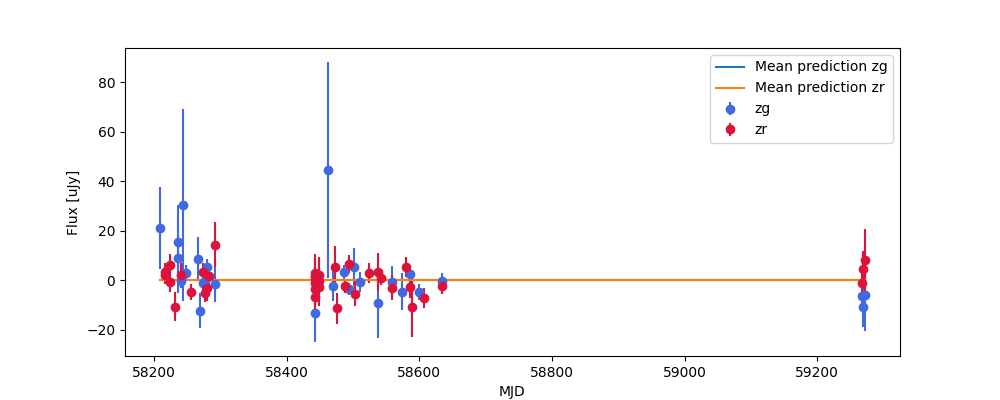 Mean prediction zg
Mean prediction zr
zg
zr
80
60
40
20
0
−20
Flux [uJy]
58200
58400
58600
58800
59000
59200
MJD